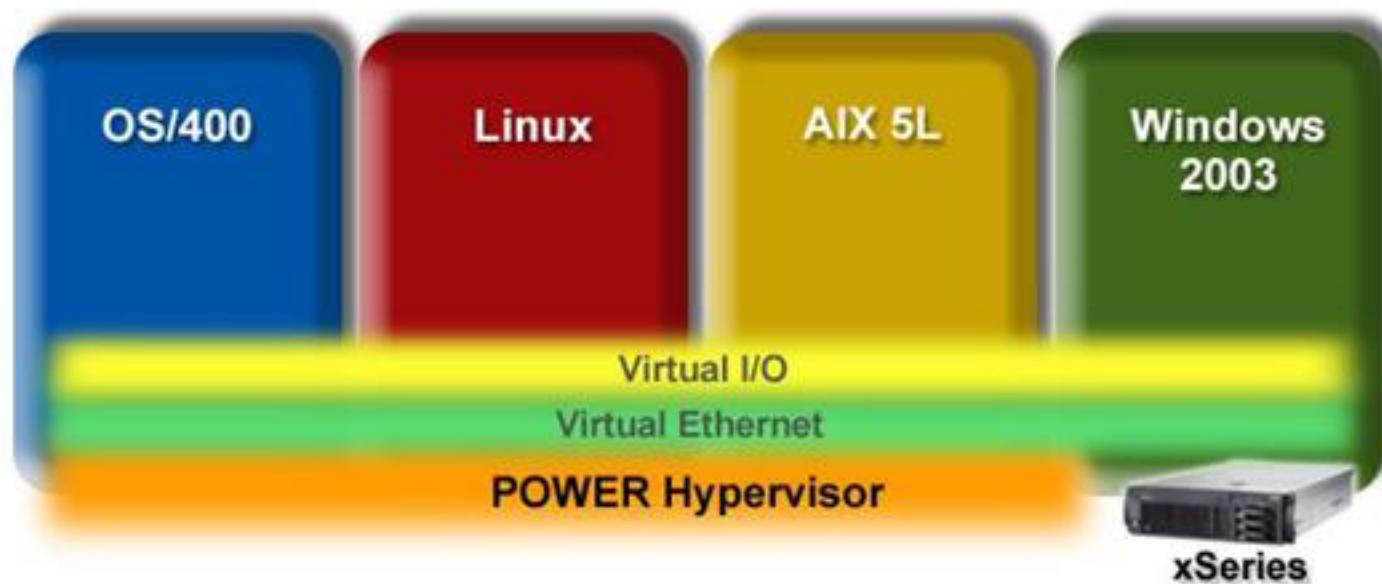 OS/400
Linux
AIX 5L
Windows
2003
Virtual I/O
Virtual Ethernet
POWER Hypervisor
xSeries